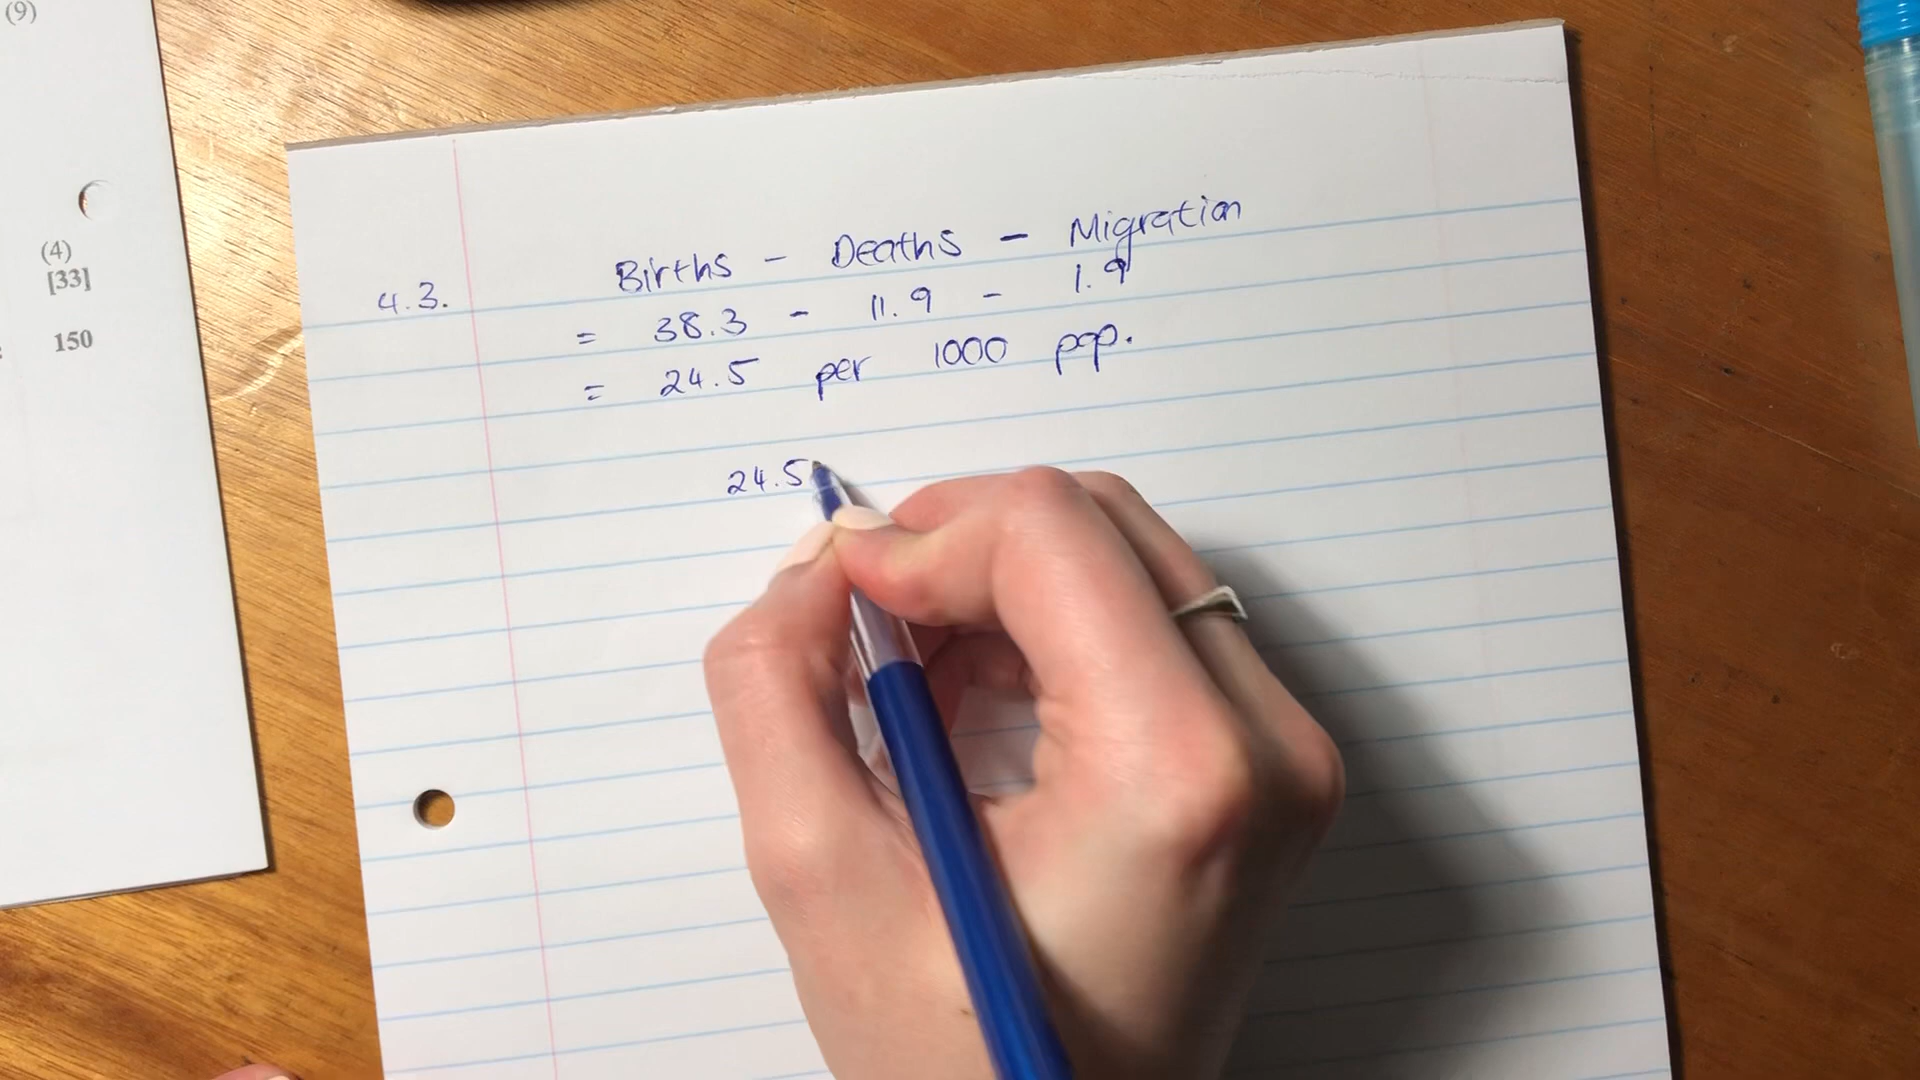 (9)
(4)
[33]
150
4.3.
Births - Deaths - Migration
= 38.3 - 11.9 - 1.9
= 24.5 per 1000 pop.
24.5